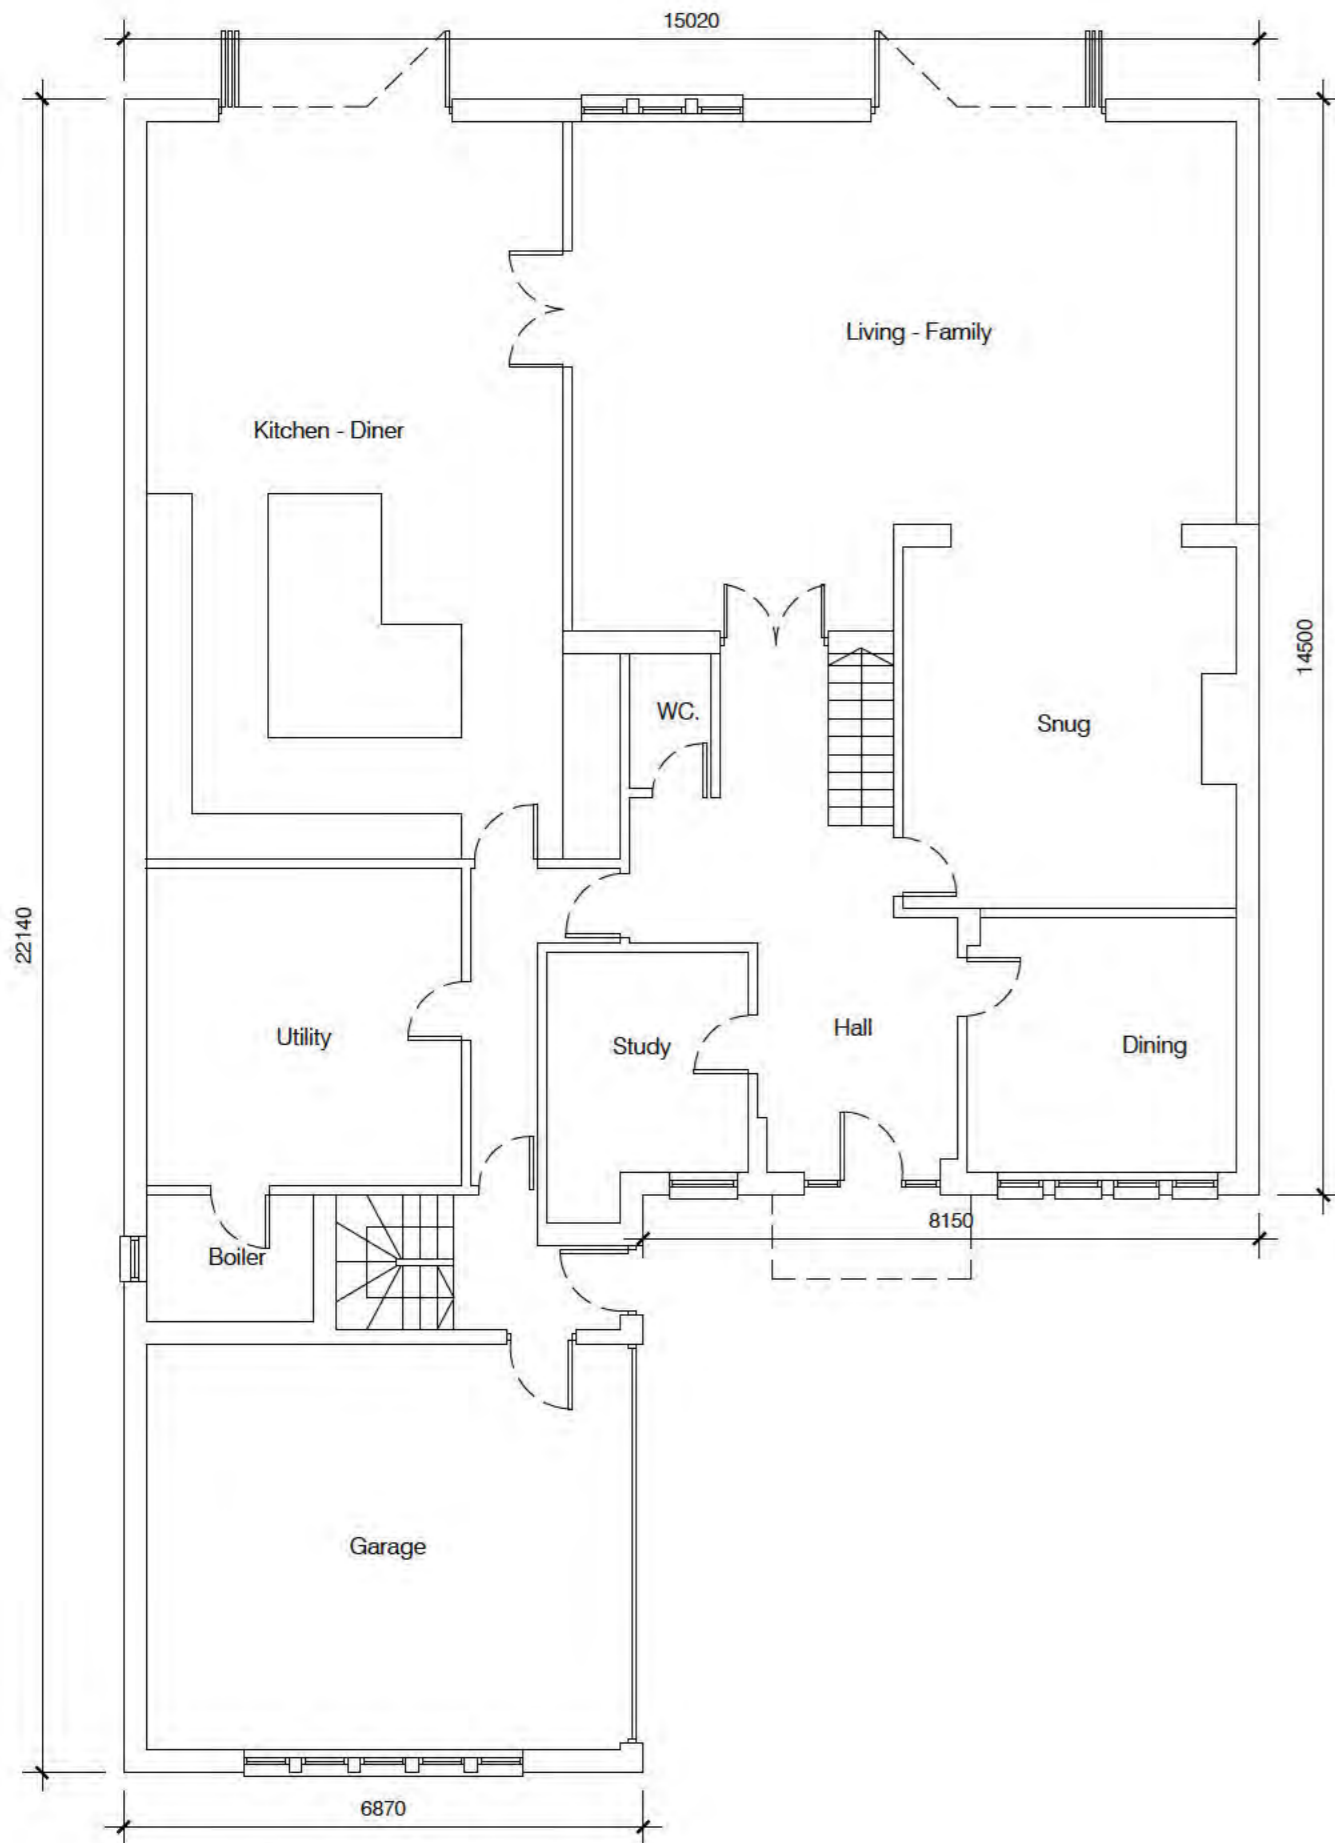 15020
Living - Family
Kitchen - Diner
14500
WC.
Snug
22140
Utility
Study
Hall
Dining
8150
Boiler
Garage
6870